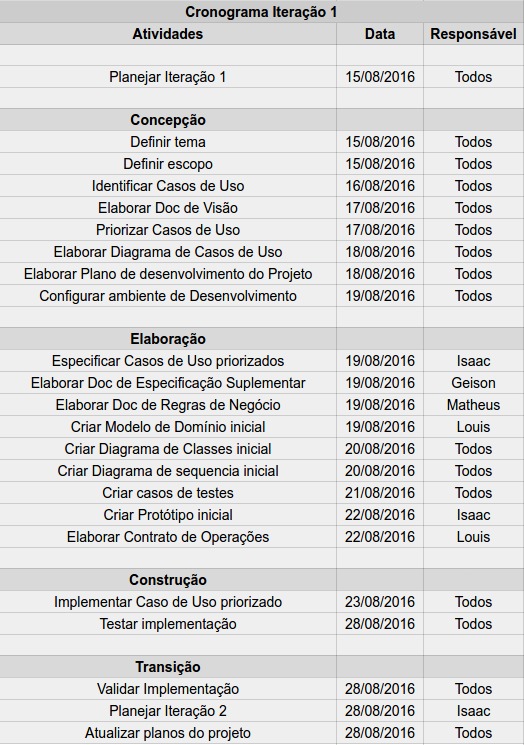 Cronograma Iteração 1
Atividades Data Responsável
Planejar Iteração 1 15/08/2016 Todos
Concepção
Definir tema 15/08/2016 Todos
Definir escopo 15/08/2016 Todos
Identificar Casos de Uso 16/08/2016 Todos
Elaborar Doc de Visão 17/08/2016 Todos
Priorizar Casos de Uso 17/08/2016 Todos
Elaborar Diagrama de Casos de Uso 18/08/2016 Todos
Elaborar Plano de desenvolvimento do Projeto 18/08/2016 Todos
Configurar ambiente de Desenvolvimento 19/08/2016 Todos
Elaboração
Especificar Casos de Uso priorizados 19/08/2016 Isaac
Elaborar Doc de Especificação Suplementar 19/08/2016 Geison
Elaborar Doc de Regras de Negócio 19/08/2016 Matheus
Criar Modelo de Domínio inicial 19/08/2016 Louis
Criar Diagrama de Classes inicial 20/08/2016 Todos
Criar Diagrama de sequencia inicial 20/08/2016 Todos
Criar casos de testes 21/08/2016 Todos
Criar Protótipo inicial 22/08/2016 Isaac
Elaborar Contrato de Operações 22/08/2016 Louis
Construção
Implementar Caso de Uso priorizado 23/08/2016 Todos
Testar implementação 28/08/2016 Todos
Transição
Validar Implementação 28/08/2016 Todos
Planejar Iteração 2 28/08/2016 Isaac
Atualizar planos do projeto 28/08/2016 Todos